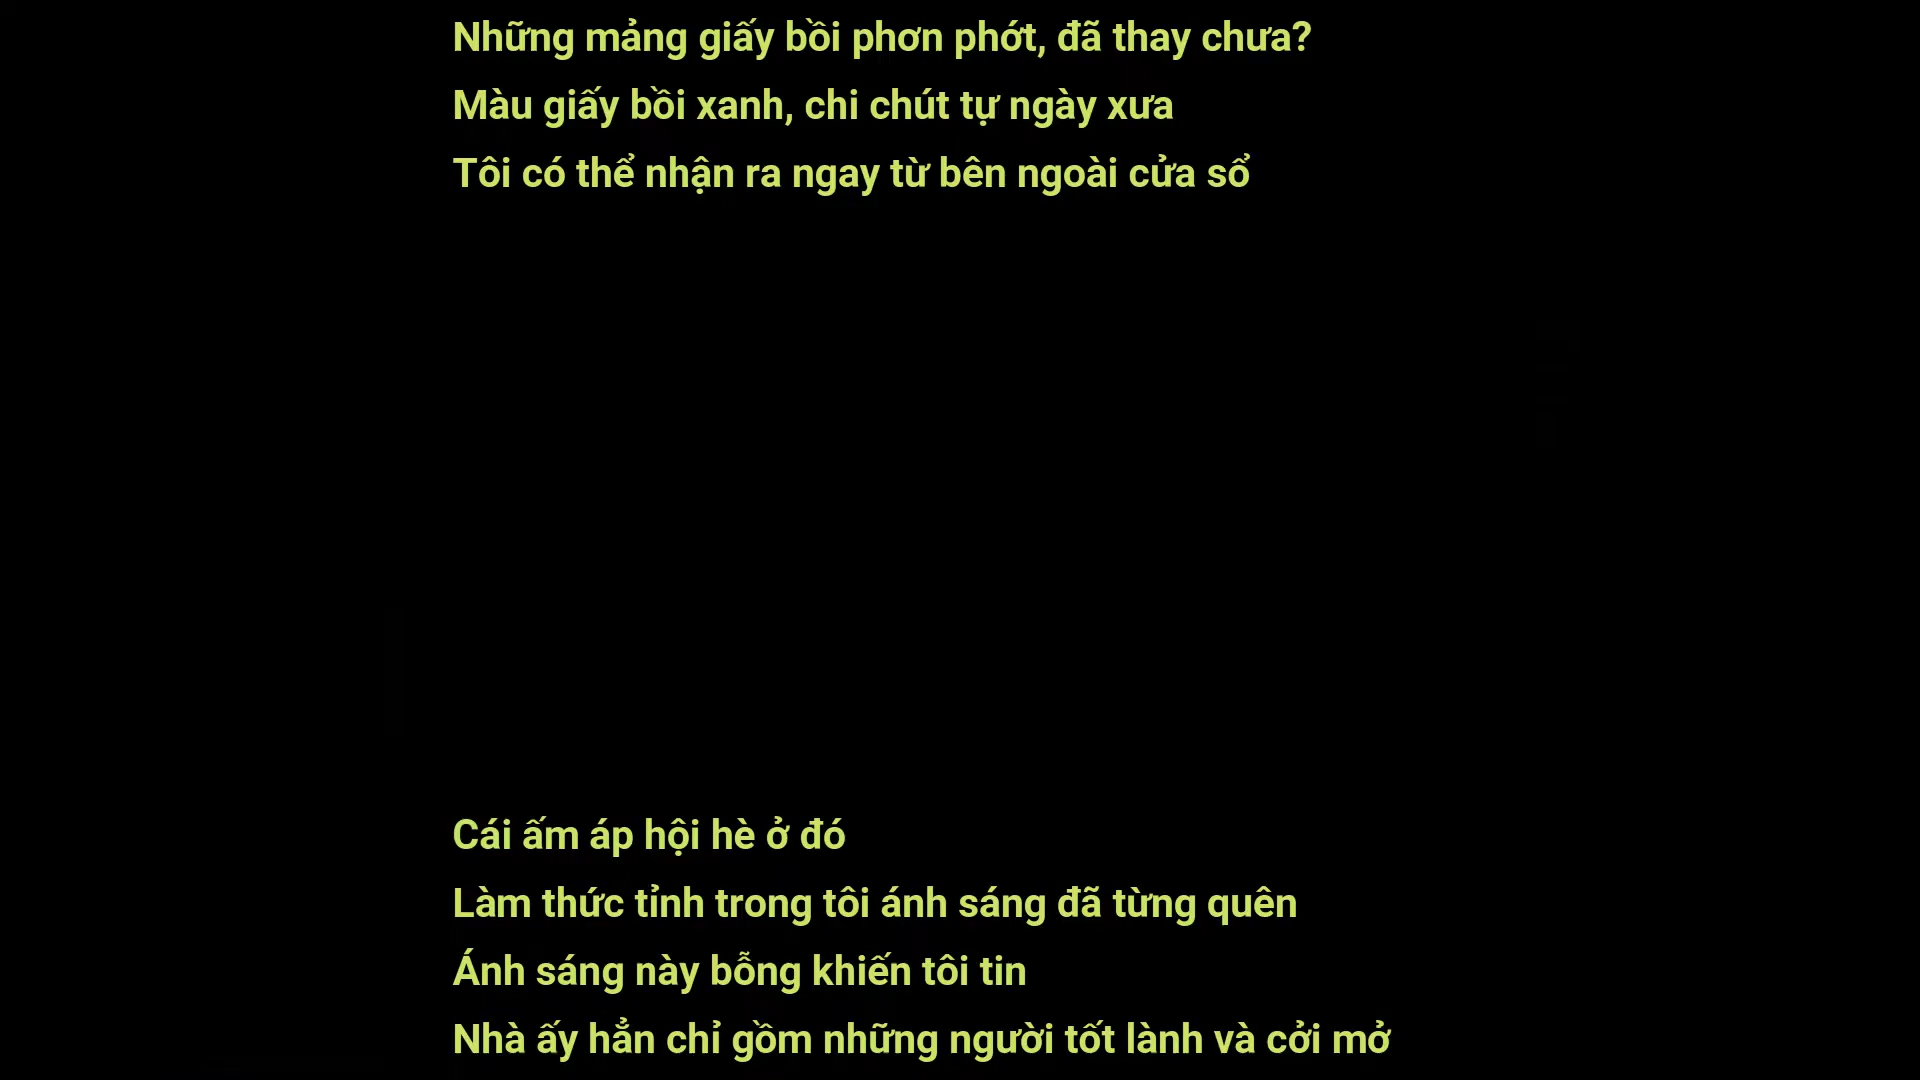 Những mảng giấy bồi phơn phớt, đã thay chưa?
Màu giấy bồi xanh, chi chút tự ngày xưa
Tôi có thể nhận ra ngay từ bên ngoài cửa sổ
Cái ấm áp hội hè ở đó
Làm thức tỉnh trong tôi ánh sáng đã từng quên
Ánh sáng này bỗng khiến tôi tin
Nhà ấy hẳn chỉ gồm những người tốt lành và cởi mở